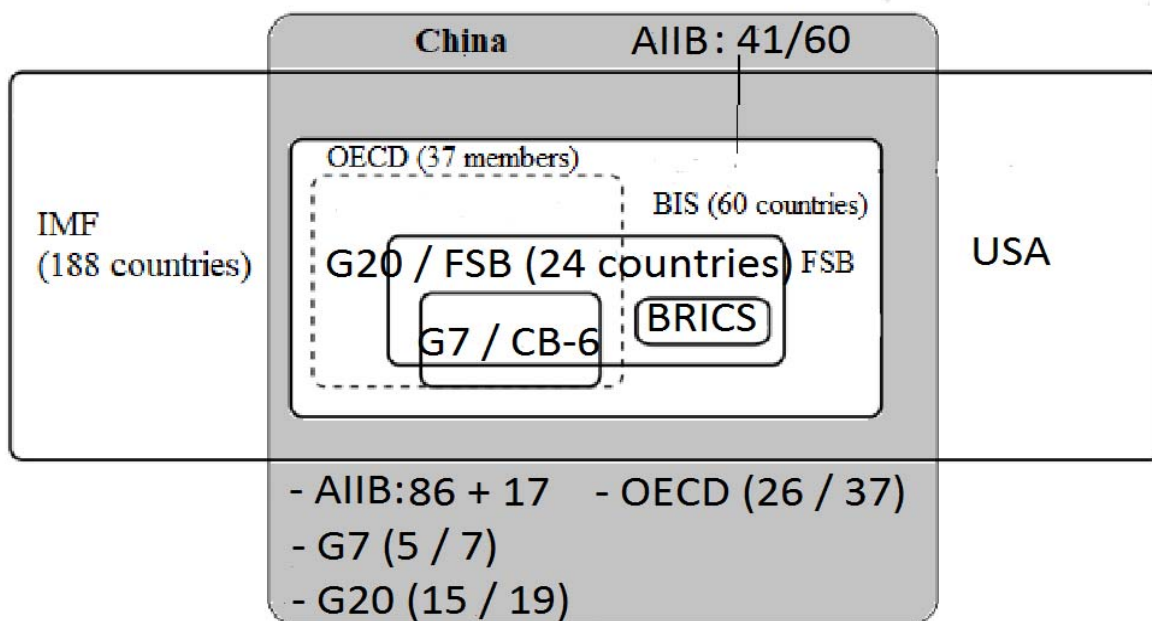 China AIIB: 41/60
OECD (37 members)
BIS (60 countries)
IMF
(188 countries)
G20 / FSB (24 countries) FSB
USA
BRICS
G7 / CB-6
- AIIB: 86 + 17 - OECD (26 / 37)
- G7 (5 / 7)
- G20 (15 / 19)